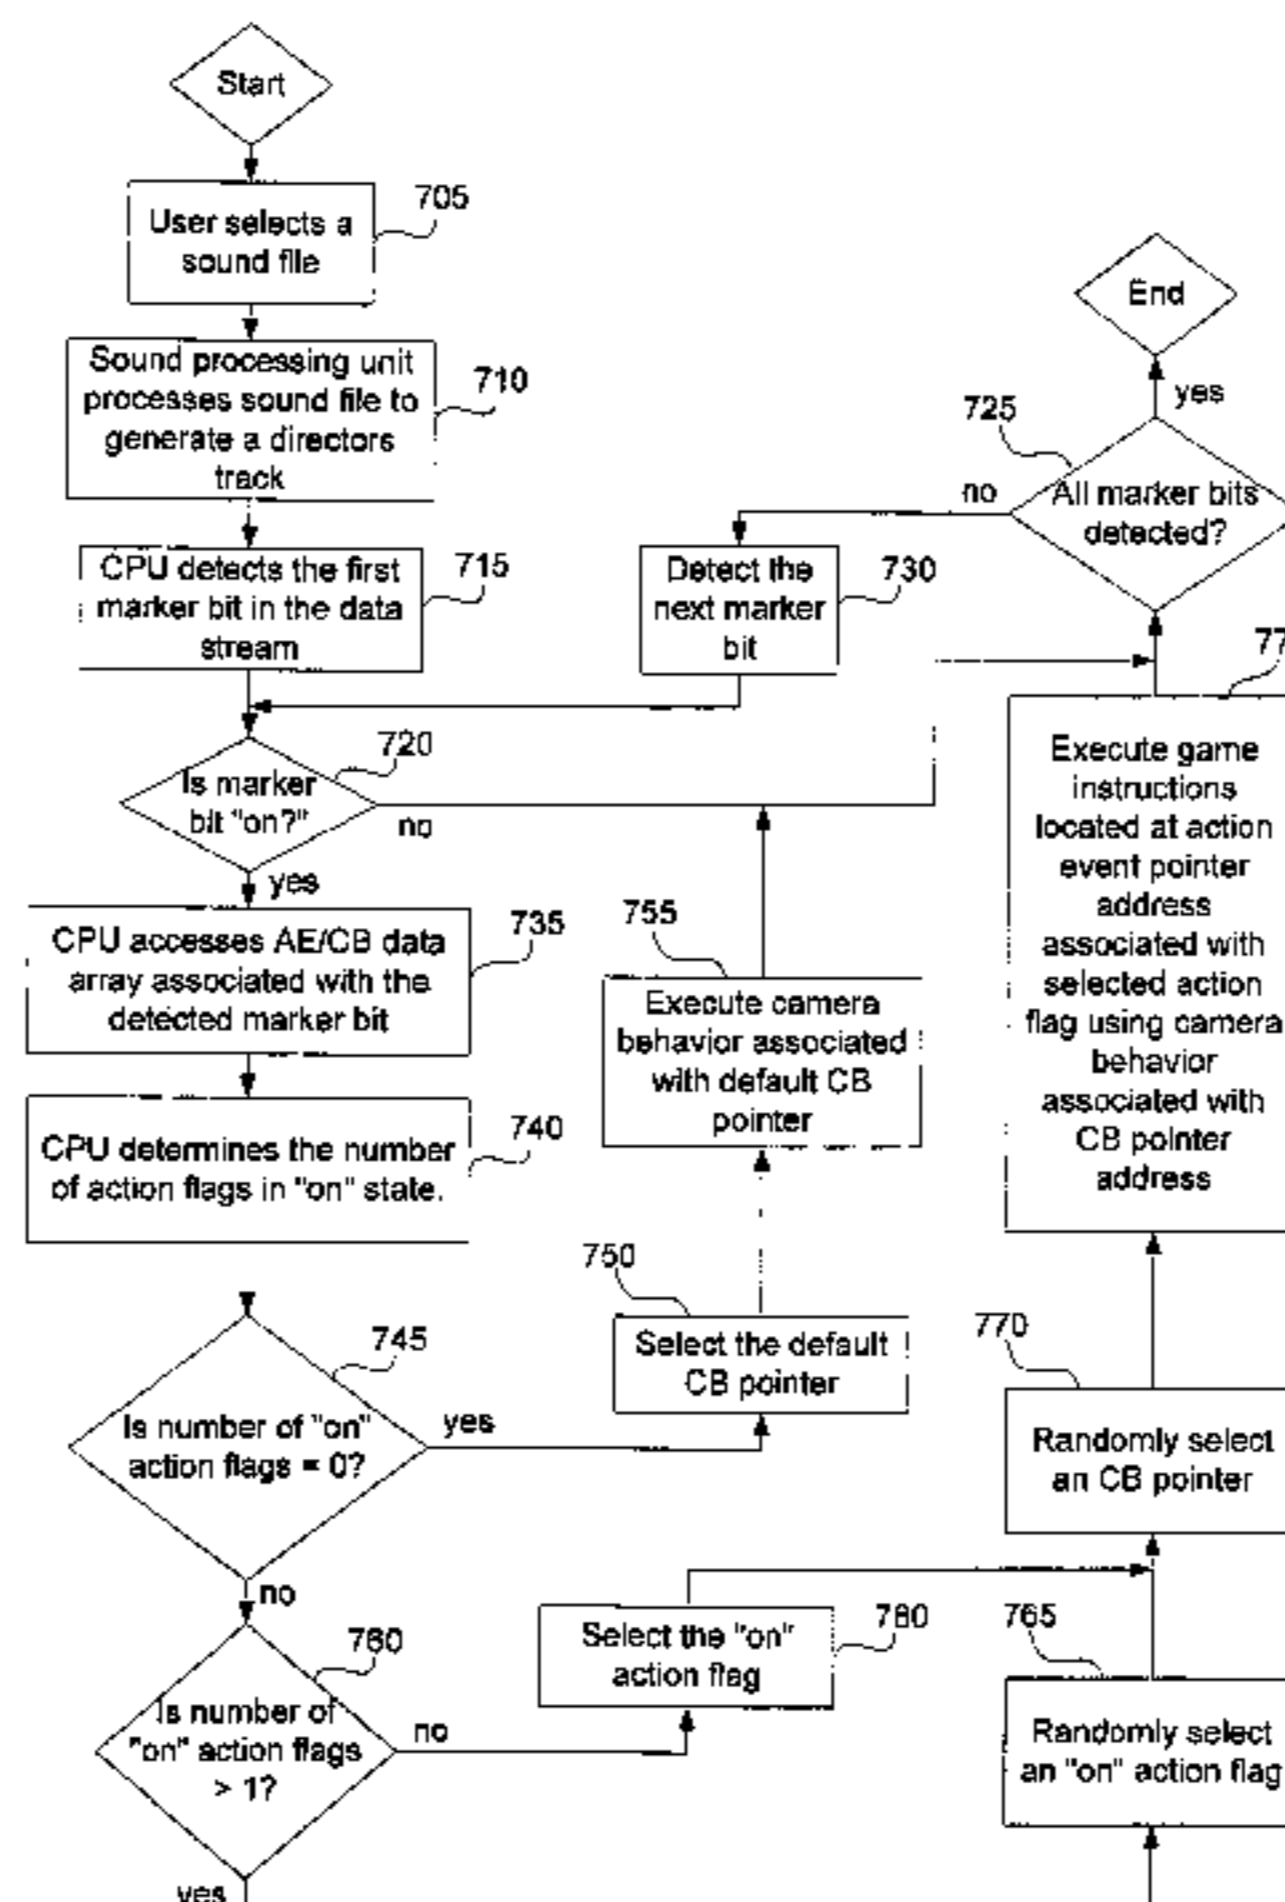 Start
User selects a
sound file
705
Sound processing unit
processes sound file to
generate a directors
track
710
CPU detects the first
marker bit in the data
stream
715
Is marker
bit "on?"
720
no
yes
CPU accesses AE/CB data
array associated with the
detected marker bit
735
CPU determines the number
of action flags in "on" state.
740
Is number of "on"
action flags = 0?
745
yes
no
Is number of
"on" action flags
> 1?
760
no
yes
Select the "on"
action flag
780
Select the default
CB pointer
750
Execute camera
behavior associated
with default CB
pointer
755
Detect the
next marker
bit
730
End
yes
All marker bits
detected?
725
no
Execute game
instructions
located at action
event pointer
address
associated with
selected action
flag using camera
behavior
associated with
CB pointer
address
77
Randomly select
an CB pointer
770
Randomly select
an "on" action flag
765